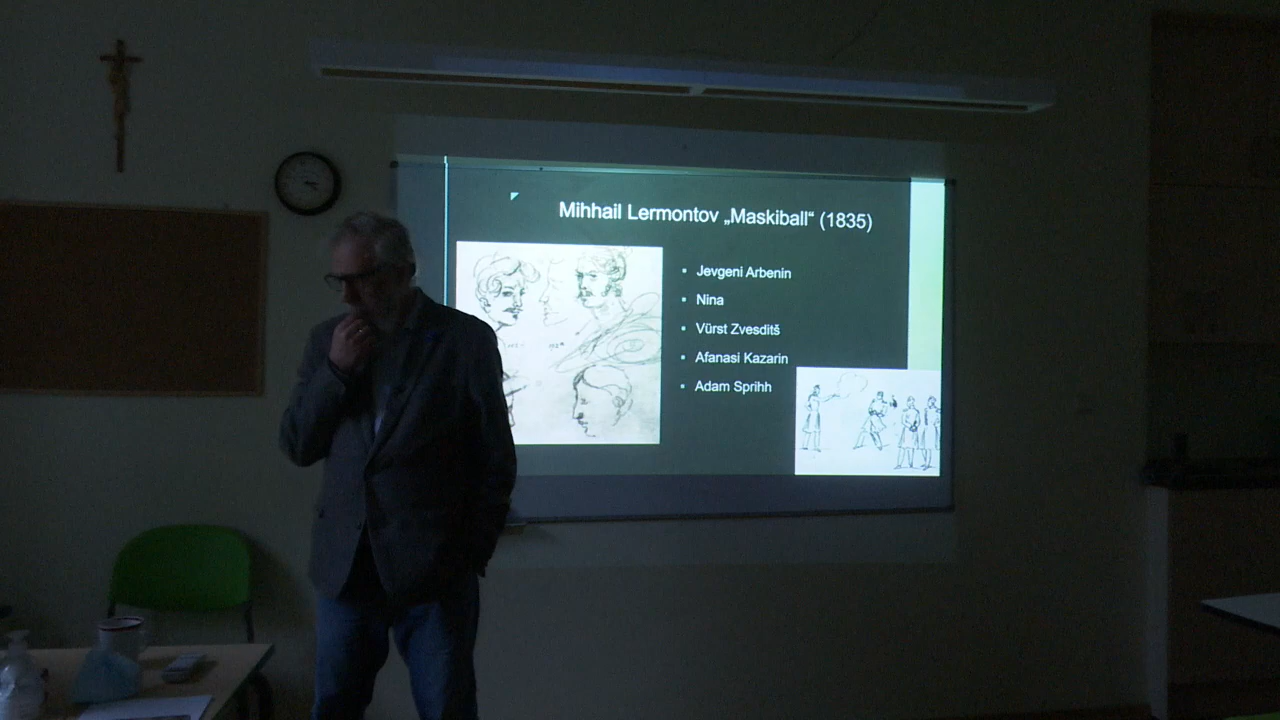 Mihhail Lermontov „Maskiball“ (1835)
Jevgeni Arbenin
Nina
Vürst Zvesditš
Afanasi Kazarin
Adam Sprihh